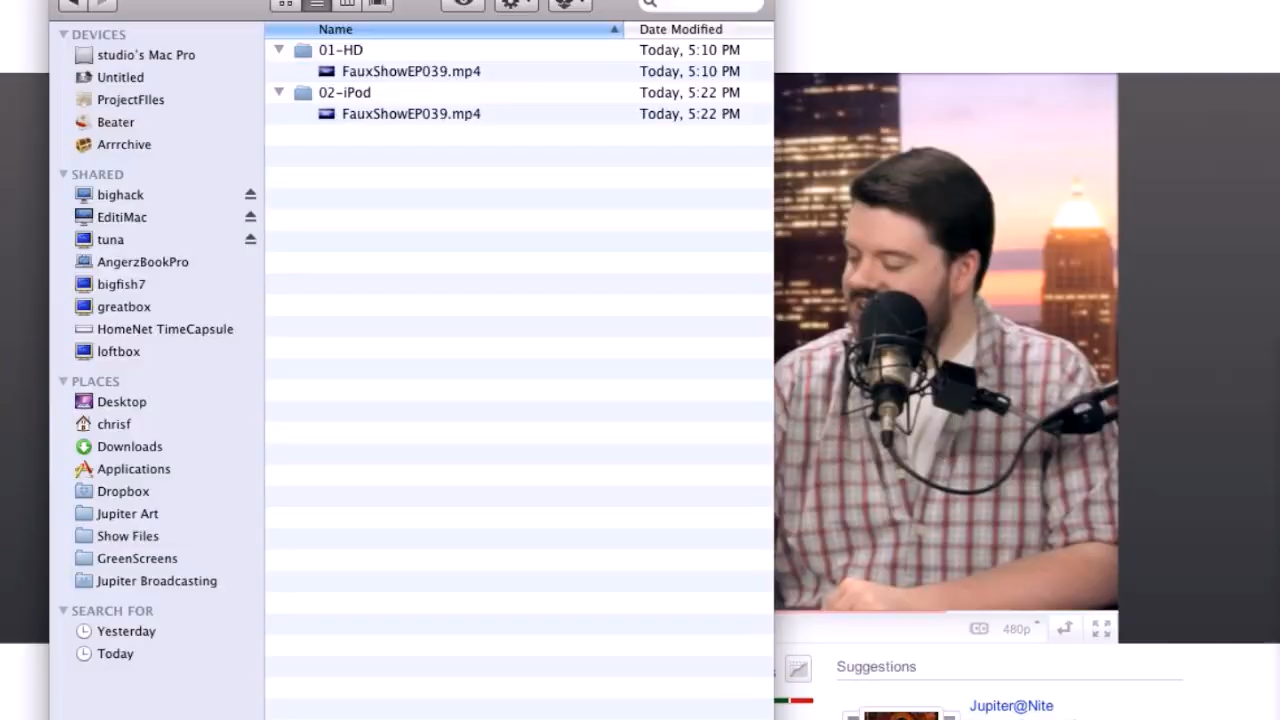 Name
Date Modified
DEVICES
studio's Mac Pro
Untitled
ProjectFIles
Beater
Arrrchive
SHARED
bighack
EditiMac
tuna
AngerzBookPro
bigfish7
greatbox
HomeNet TimeCapsule
loftbox
PLACES
Desktop
chrisf
Downloads
Applications
Dropbox
Jupiter Art
Show Files
GreenScreens
Jupiter Broadcasting
SEARCH FOR
Yesterday
Today
01-HD Today, 5:10 PM
FauxShowEP039.mp4 Today, 5:10 PM
02-iPod Today, 5:22 PM
FauxShowEP039.mp4 Today, 5:22 PM
CC 480p
Suggestions
Jupiter@Nite